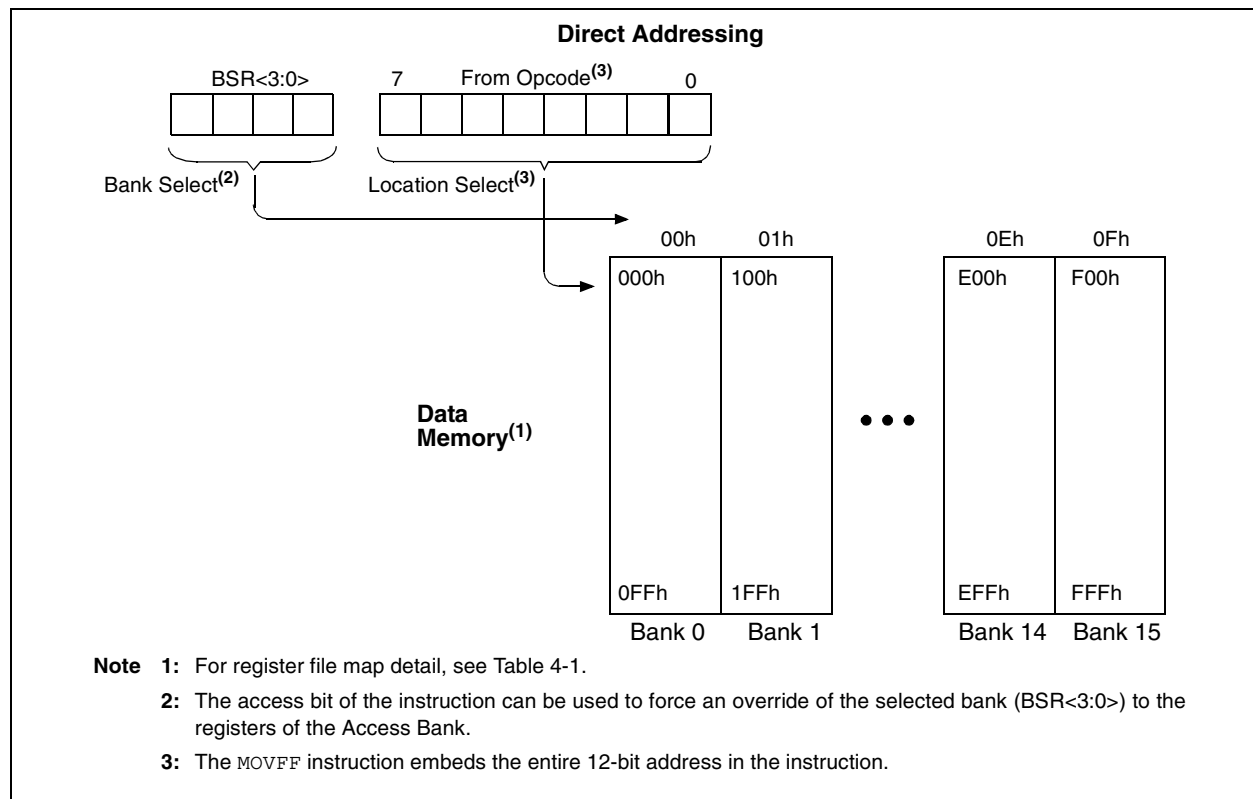 Direct Addressing
BSR<3:0> 7 From Opcode(3) 0
Bank Select(2) Location Select(3)
00h 01h 0Eh 0Fh
000h 100h E00h F00h
Data
Memory(1)
0FFh 1FFh EFFh FFFh
Bank 0 Bank 1 Bank 14 Bank 15
Note 1: For register file map detail, see Table 4-1.
2: The access bit of the instruction can be used to force an override of the selected bank (BSR<3:0>) to the
registers of the Access Bank.
3: The MOVFF instruction embeds the entire 12-bit address in the instruction.